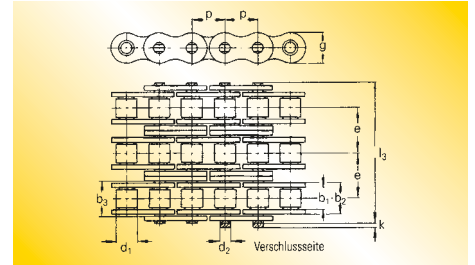 p p
g
e
l₃
e
b₃
b₁ b₂
k
d₁ d₂ Verschlussseite